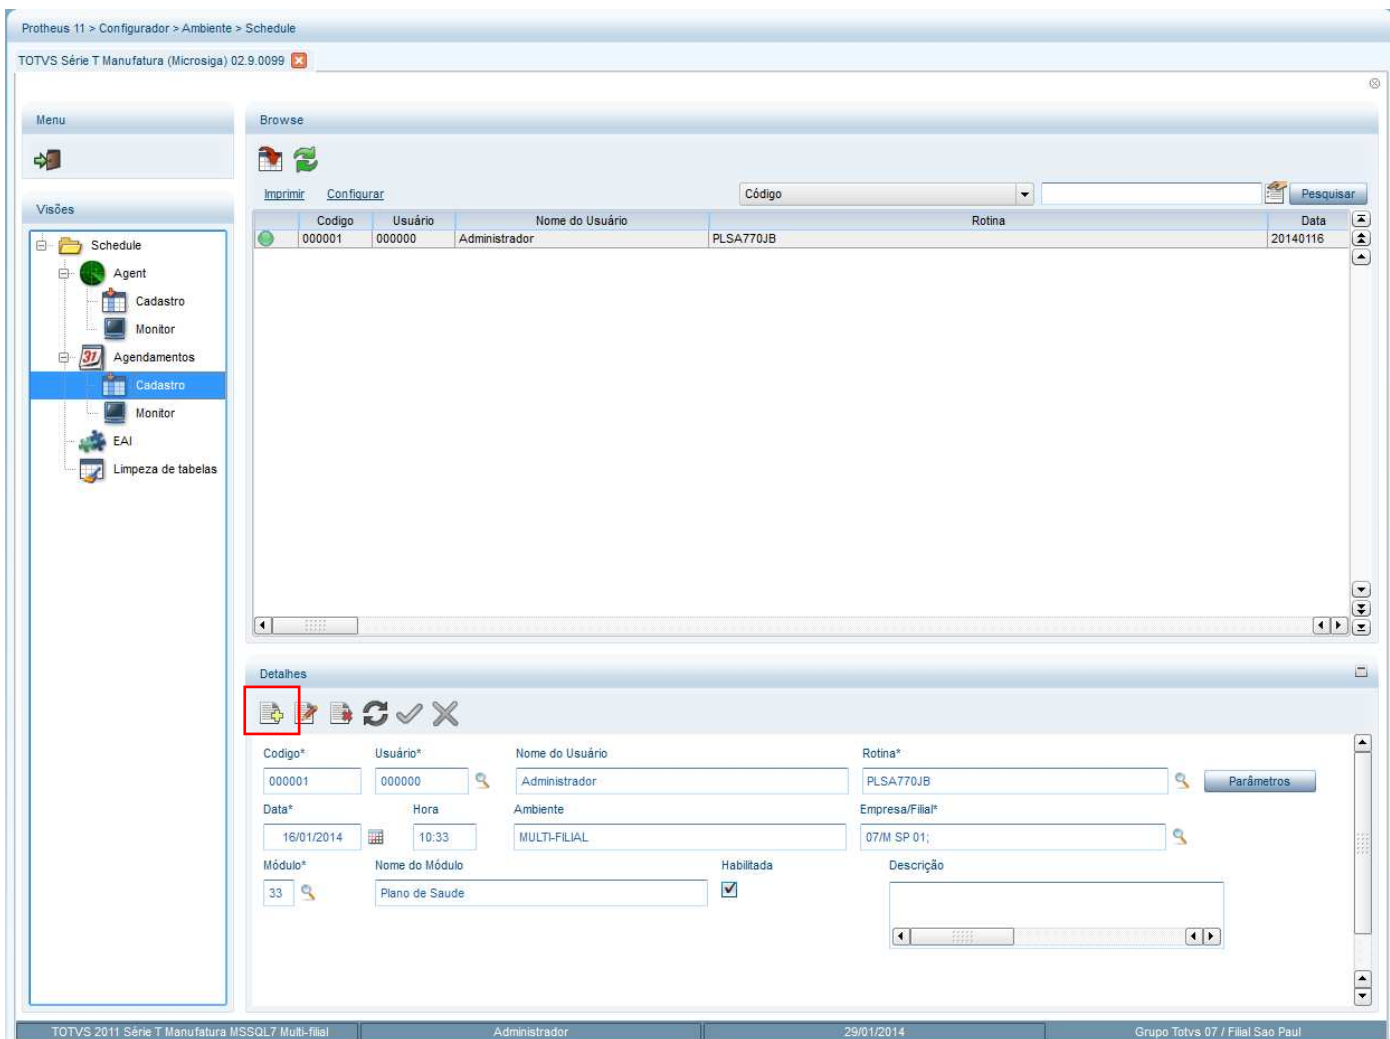 Protheus 11 > Configurador > Ambiente > Schedule
TOTVS Série T Manufatura (Microsiga) 02.9.0099
Menu
Browse
Imprimir Configurar Código Pesquisar
Visões
Codigo Usuário Nome do Usuário Rotina Data
000001 000000 Administrador PLSA770JB 20140116
Schedule
Agent
Cadastro
Monitor
31 Agendamentos
Cadastro
Monitor
EAI
Limpeza de tabelas
Detalhes
Codigo* Usuário* Nome do Usuário Rotina*
000001 000000 Administrador PLSA770JB Parâmetros
Data* Hora Ambiente Empresa/Filial*
16/01/2014 10:33 MULTI-FILIAL 07/M SP 01;
Módulo* Nome do Módulo Habilitada Descrição
33 Plano de Saude
TOTVS 2011 Série T Manufatura MSSQL7 Multi-filial Administrador 29/01/2014 Grupo Totvs 07 / Filial Sao Paul